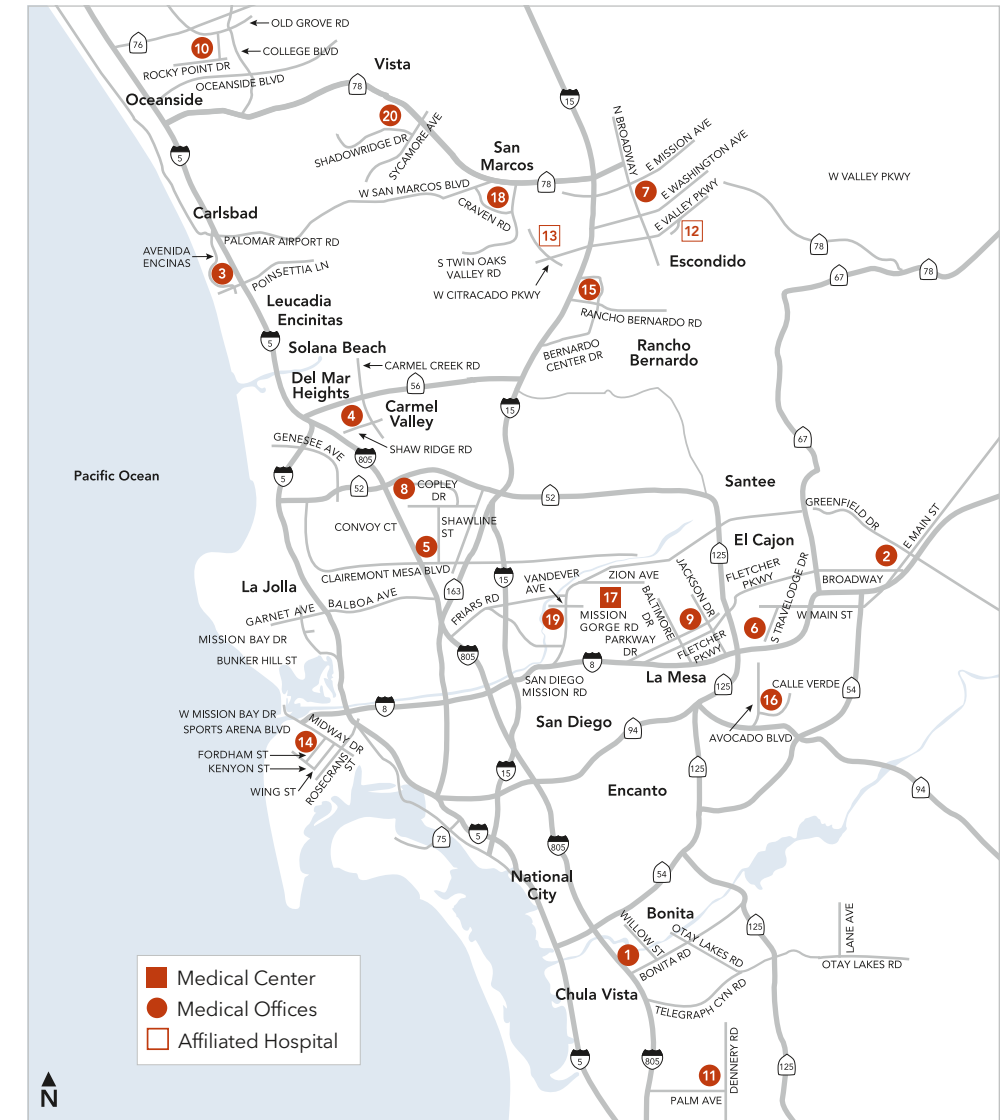 OLD GROVE RD
76
10
COLLEGE BLVD
ROCKY POINT DR
Vista
OCEANSIDE BLVD
78
Oceanside
15
20
N BROADWAY
SHADOWRIDGE DR
SYCAMORE AVE
E MISSION AVE
5
San
Marcos
E WASHINGTON AVE
W VALLEY PKWY
78
7
W SAN MARCOS BLVD
18
E VALLEY PKWY
CRAVEN RD
Carlsbad
13
12
78
PALOMAR AIRPORT RD
AVENIDA
ENCINAS
3
POINSETTIA LN
S TWIN OAKS
VALLEY RD
Escondido
67
78
W CITRACADO PKWY
15
Leucadia
Encinitas
RANCHO BERNARDO RD
5
Solana Beach
BERNARDO
CENTER DR
Rancho
Bernardo
CARMEL CREEK RD
Del Mar
Heights
56
4
Carmel
Valley
15
GENESEE AVE
SHAW RIDGE RD
67
805
Pacific Ocean
5
52
8
COPLEY
DR
52
Santee
GREENFIELD DR
E MAIN ST
CONVOY CT
SHAWLINE
ST
5
El Cajon
125
2
CLAIREMONT MESA BLVD
15
VANDEVER
AVE
ZION AVE
JACKSON DR
FLETCHER
PKWY
S TRAVELODGE DR
BROADWAY
La Jolla
163
BALBOA AVE
FRIARS RD
17
BALTIMORE
DR
GARNET AVE
19
MISSION
GORGE RD
9
6
W MAIN ST
MISSION BAY DR
PARKWAY
DR
FLETCHER
PKWY
BUNKER HILL ST
805
8
SAN DIEGO
MISSION RD
La Mesa
125
CALLE VERDE
54
16
8
W MISSION BAY DR
SPORTS ARENA BLVD
MIDWAY DR
San Diego
94
AVOCADO BLVD
14
FORDHAM ST
KENYON ST
ROSECRANS
ST
15
125
WING ST
Encanto
94
75
5
805
National
City
54
Bonita
WILLOW ST
OTAY LAKES RD
125
LANE AVE
1
BONITA RD
OTAY LAKES RD
Medical Center
Chula Vista
TELEGRAPH CYN RD
Medical Offices
Affiliated Hospital
5
805
DENNERY RD
125
11
N
PALM AVE